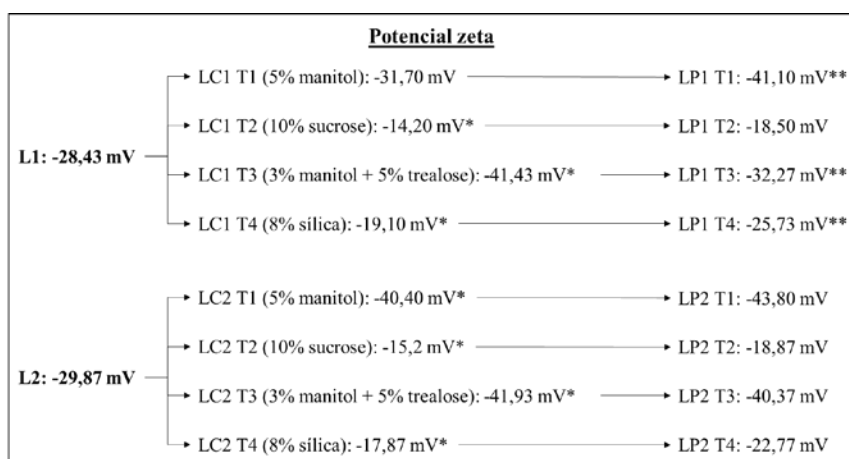 Potencial zeta
LC1 T1 (5% manitol): -31,70 mV LP1 T1: -41,10 mV**
LC1 T2 (10% sucrose): -14,20 mV* LP1 T2: -18,50 mV
L1: -28,43 mV
LC1 T3 (3% manitol + 5% trealose): -41,43 mV* LP1 T3: -32,27 mV**
LC1 T4 (8% sílica): -19,10 mV* LP1 T4: -25,73 mV**
LC2 T1 (5% manitol): -40,40 mV* LP2 T1: -43,80 mV
LC2 T2 (10% sucrose): -15,2 mV* LP2 T2: -18,87 mV
L2: -29,87 mV
LC2 T3 (3% manitol + 5% trealose): -41,93 mV* LP2 T3: -40,37 mV
LC2 T4 (8% sílica): -17,87 mV* LP2 T4: -22,77 mV